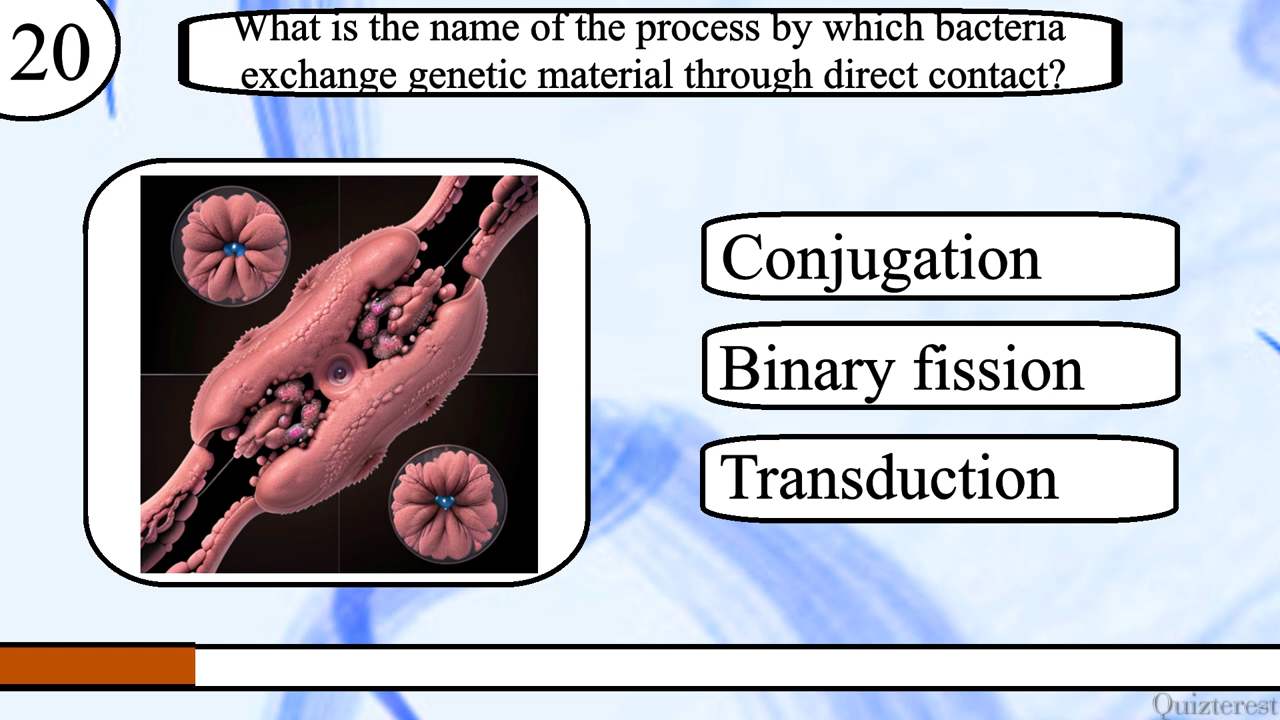 20
What is the name of the process by which bacteria
exchange genetic material through direct contact?
Conjugation
Binary fission
Transduction
Quizterest